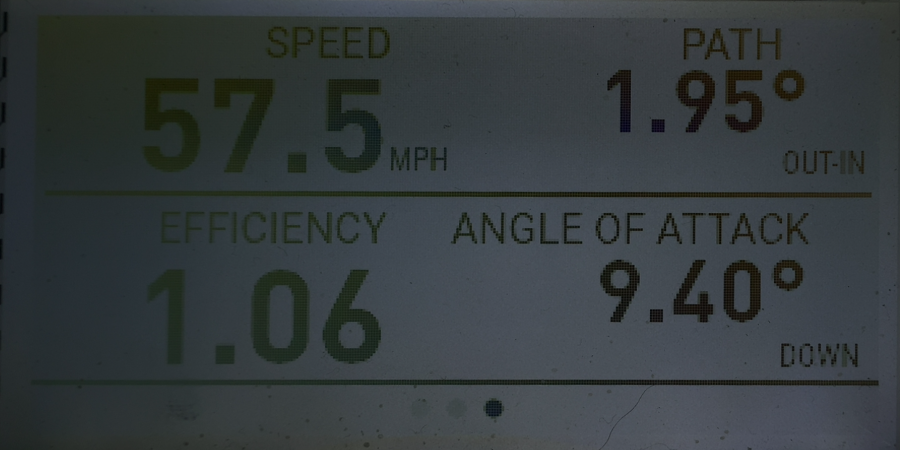 SPEED
57.5 MPH
PATH
1.95°
OUT-IN
EFFICIENCY
1.06
ANGLE OF ATTACK
9.40°
DOWN